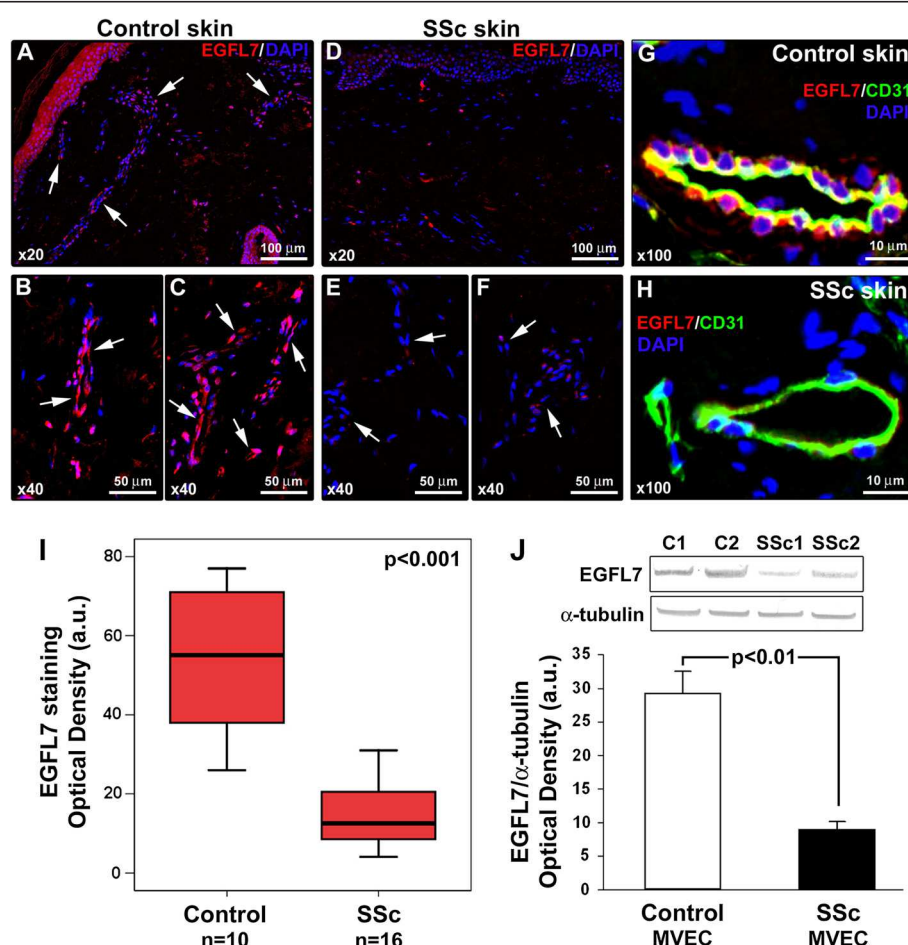 Control skin
SSc skin
A
EGFL7/DAPI
x20
100 μm
D
EGFL7/DAPI
x20
100 μm
G
Control skin
EGFL7/CD31
DAPI
x100
10 μm
B
x40
50 μm
C
x40
50 μm
E
x40
50 μm
F
x40
50 μm
H
SSc skin
EGFL7/CD31
DAPI
x100
10 μm
I
p<0.001
EGFL7 staining
Optical Density (a.u.)
80
60
40
20
0
Control
n=10
SSc
n=16
J
C1 C2 SSc1 SSc2
EGFL7
α-tubulin
p<0.01
EGFL7/α-tubulin
Optical Density (a.u.)
35
30
25
20
15
10
5
0
Control
MVEC
SSc
MVEC